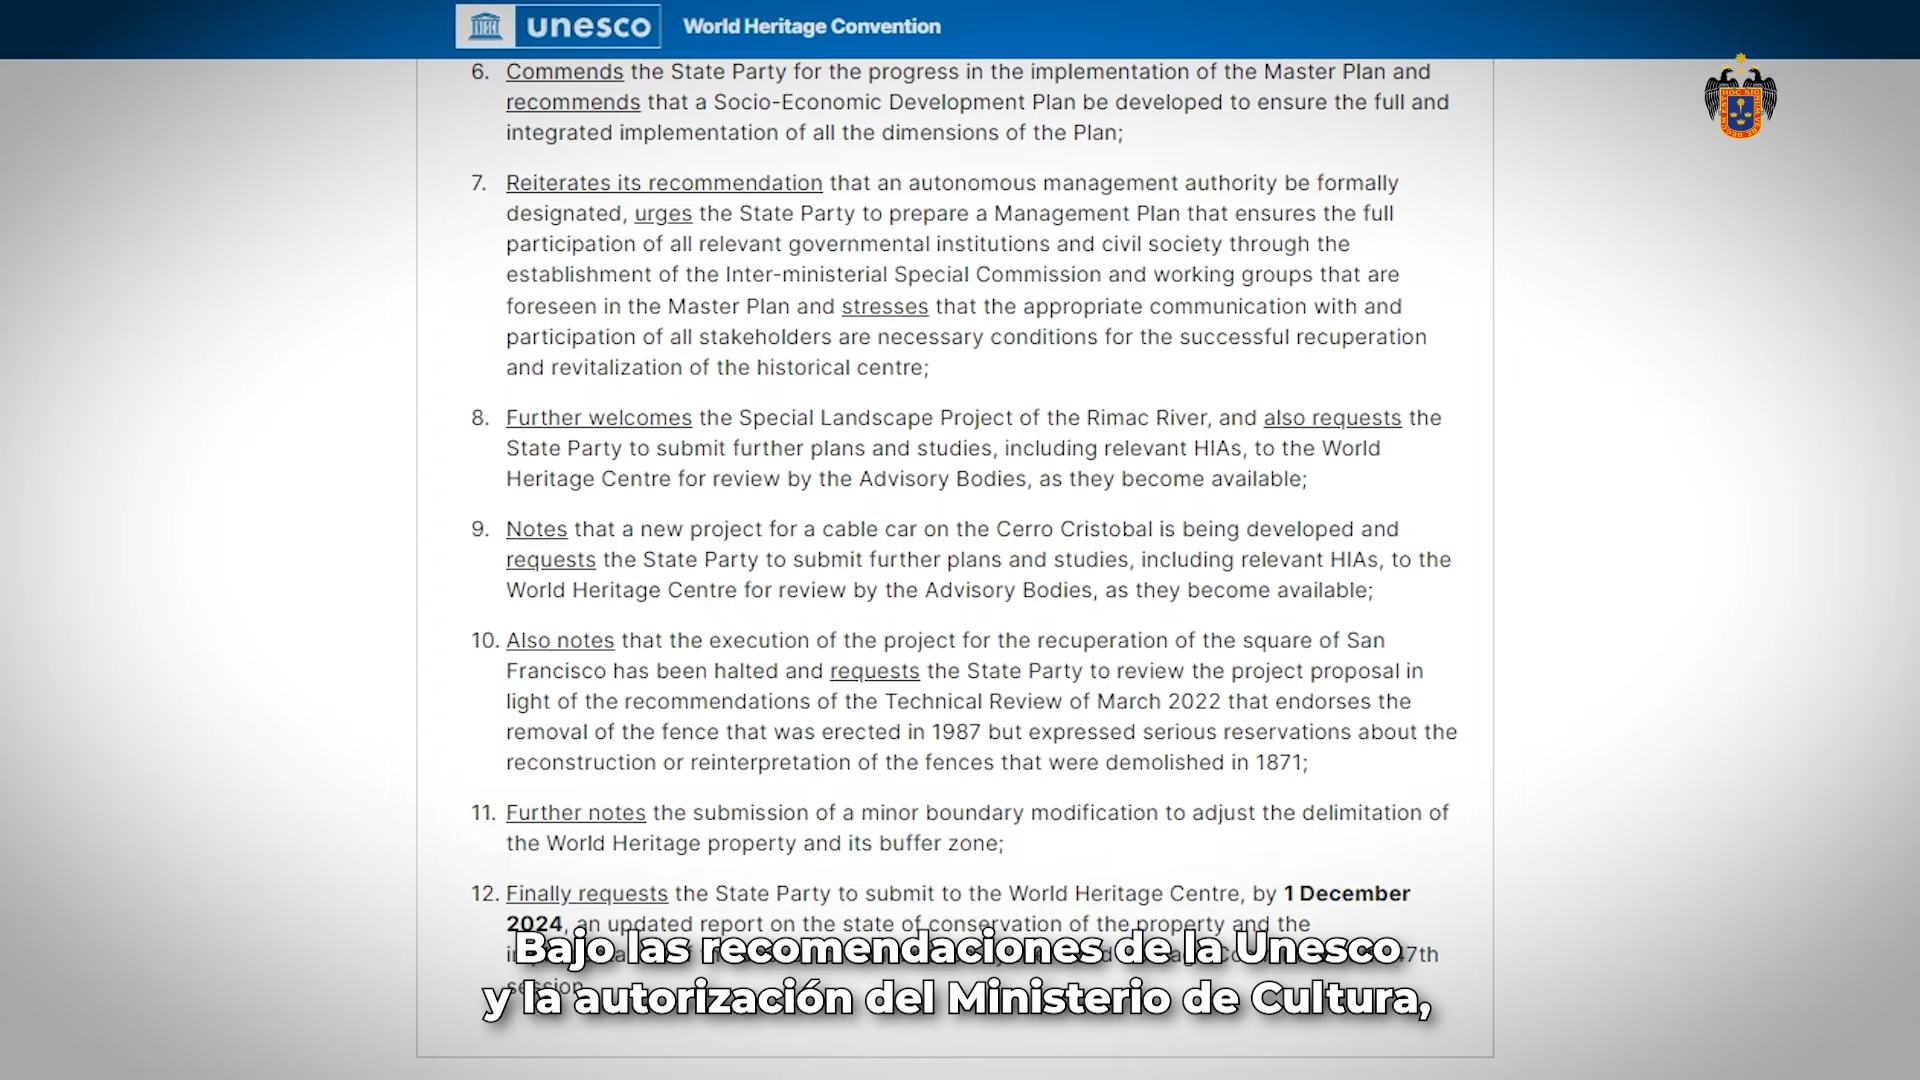 unesco World Heritage Convention
6. Commends the State Party for the progress in the implementation of the Master Plan and
recommends that a Socio-Economic Development Plan be developed to ensure the full and
integrated implementation of all the dimensions of the Plan;
7. Reiterates its recommendation that an autonomous management authority be formally
designated, urges the State Party to prepare a Management Plan that ensures the full
participation of all relevant governmental institutions and civil society through the
establishment of the Inter-ministerial Special Commission and working groups that are
foreseen in the Master Plan and stresses that the appropriate communication with and
participation of all stakeholders are necessary conditions for the successful recuperation
and revitalization of the historical centre;
8. Further welcomes the Special Landscape Project of the Rimac River, and also requests the
State Party to submit further plans and studies, including relevant HIAs, to the World
Heritage Centre for review by the Advisory Bodies, as they become available;
9. Notes that a new project for a cable car on the Cerro Cristobal is being developed and
requests the State Party to submit further plans and studies, including relevant HIAs, to the
World Heritage Centre for review by the Advisory Bodies, as they become available;
10. Also notes that the execution of the project for the recuperation of the square of San
Francisco has been halted and requests the State Party to review the project proposal in
light of the recommendations of the Technical Review of March 2022 that endorses the
removal of the fence that was erected in 1987 but expressed serious reservations about the
reconstruction or reinterpretation of the fences that were demolished in 1871;
11. Further notes the submission of a minor boundary modification to adjust the delimitation of
the World Heritage property and its buffer zone;
12. Finally requests the State Party to submit to the World Heritage Centre, by 1 December
2024, an updated report on the state of conservation of the property and the
session
Bajo las recomendaciones de la Unesco
y la autorización del Ministerio de Cultura,